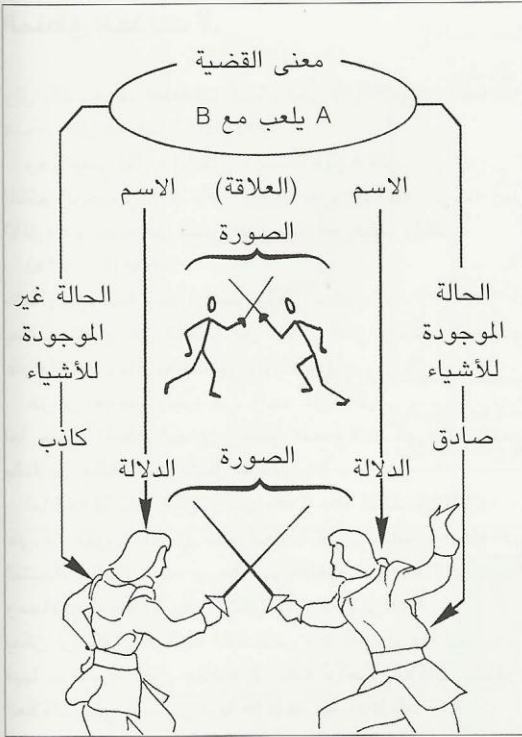 معنى القضية
A يلعب مع B
الاسم
(العلاقة)
الاسم
الصورة
الحالة
الموجودة
للأشياء
صادق
الحالة غير
الموجودة
للأشياء
كاذب
الدلالة
الصورة
الدلالة